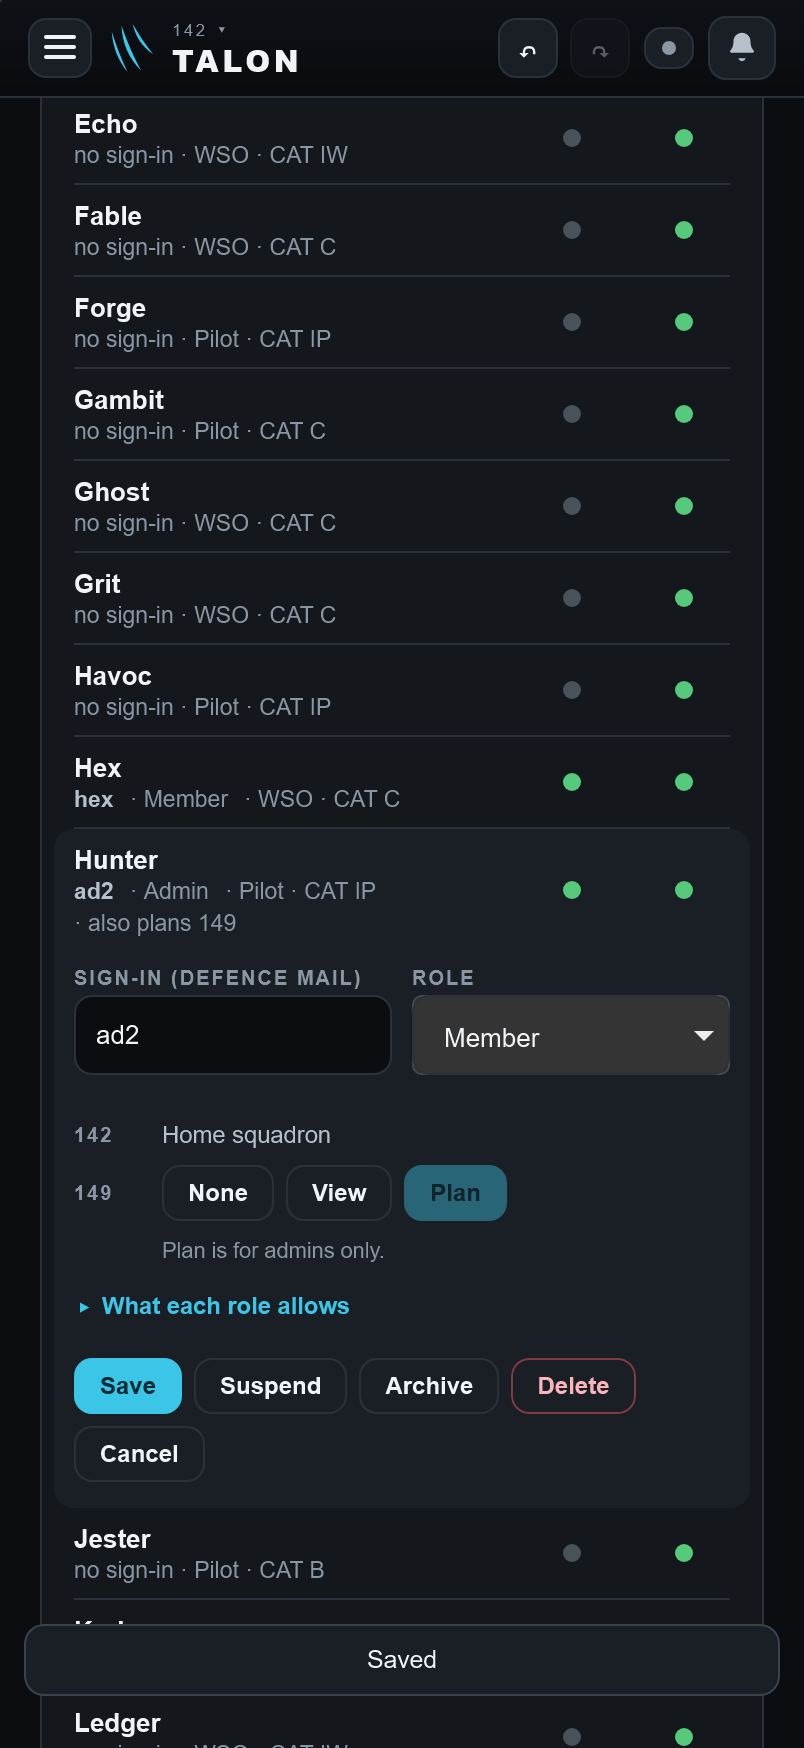 142 ▾
TALON
Echo
no sign-in · WSO · CAT IW
Fable
no sign-in · WSO · CAT C
Forge
no sign-in · Pilot · CAT IP
Gambit
no sign-in · Pilot · CAT C
Ghost
no sign-in · WSO · CAT C
Grit
no sign-in · WSO · CAT C
Havoc
no sign-in · Pilot · CAT IP
Hex
hex · Member · WSO · CAT C
Hunter
ad2 · Admin · Pilot · CAT IP
· also plans 149
SIGN-IN (DEFENCE MAIL) ROLE
ad2 Member
142 Home squadron
149 None View Plan
Plan is for admins only.
▸ What each role allows
Save Suspend Archive Delete
Cancel
Jester
no sign-in · Pilot · CAT B
Saved
Ledger